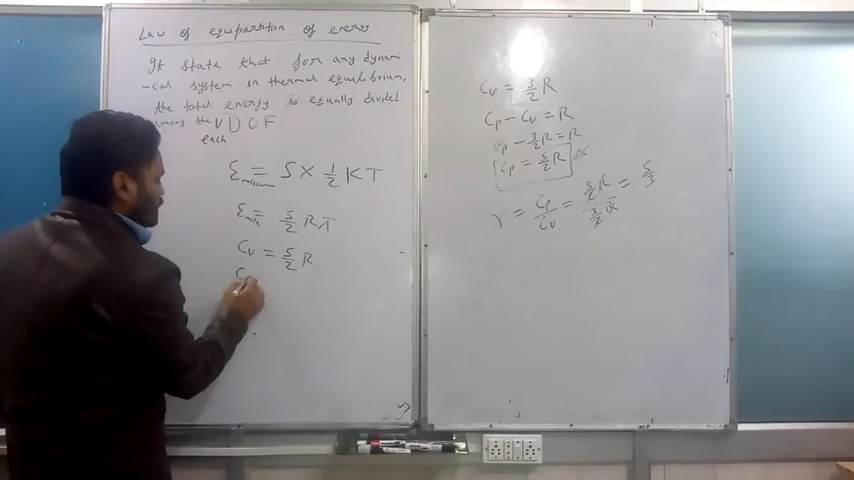 Law of equipartition of energy
It state that for any dynami
-cal system in thermal equilibrium,
the total energy is equally divided
among the DOF.
each
E molecule = 5 × 1/2 KT
E mole = 5/2 RT
Cv = 5/2 R
C
Cv = 3/2 R
Cp - Cv = R
Cp - 3/2 R = R
Cp = 5/2 R
γ = Cp/Cv = 5/2 R / 3/2 R = 5/3